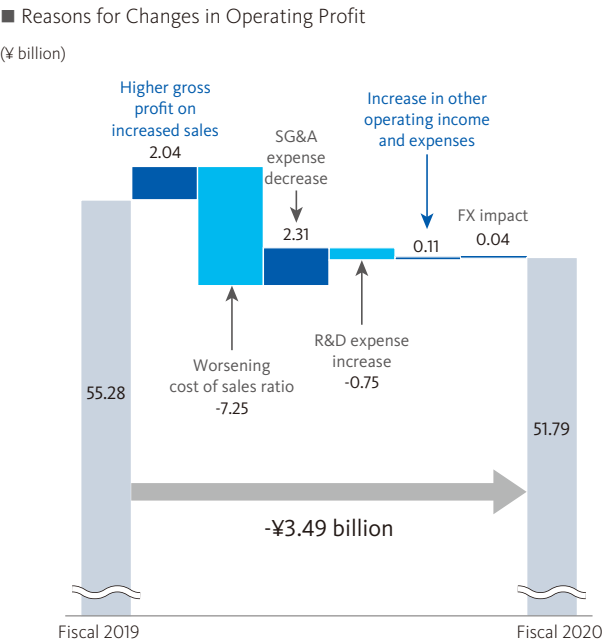 ■ Reasons for Changes in Operating Profit
(¥ billion)
Higher gross
profit on
increased sales
2.04
SG&A
expense
decrease
2.31
Increase in other
operating income
and expenses
0.11
FX impact
0.04
Worsening
cost of sales ratio
-7.25
R&D expense
increase
-0.75
55.28
51.79
-¥3.49 billion
Fiscal 2019
Fiscal 2020